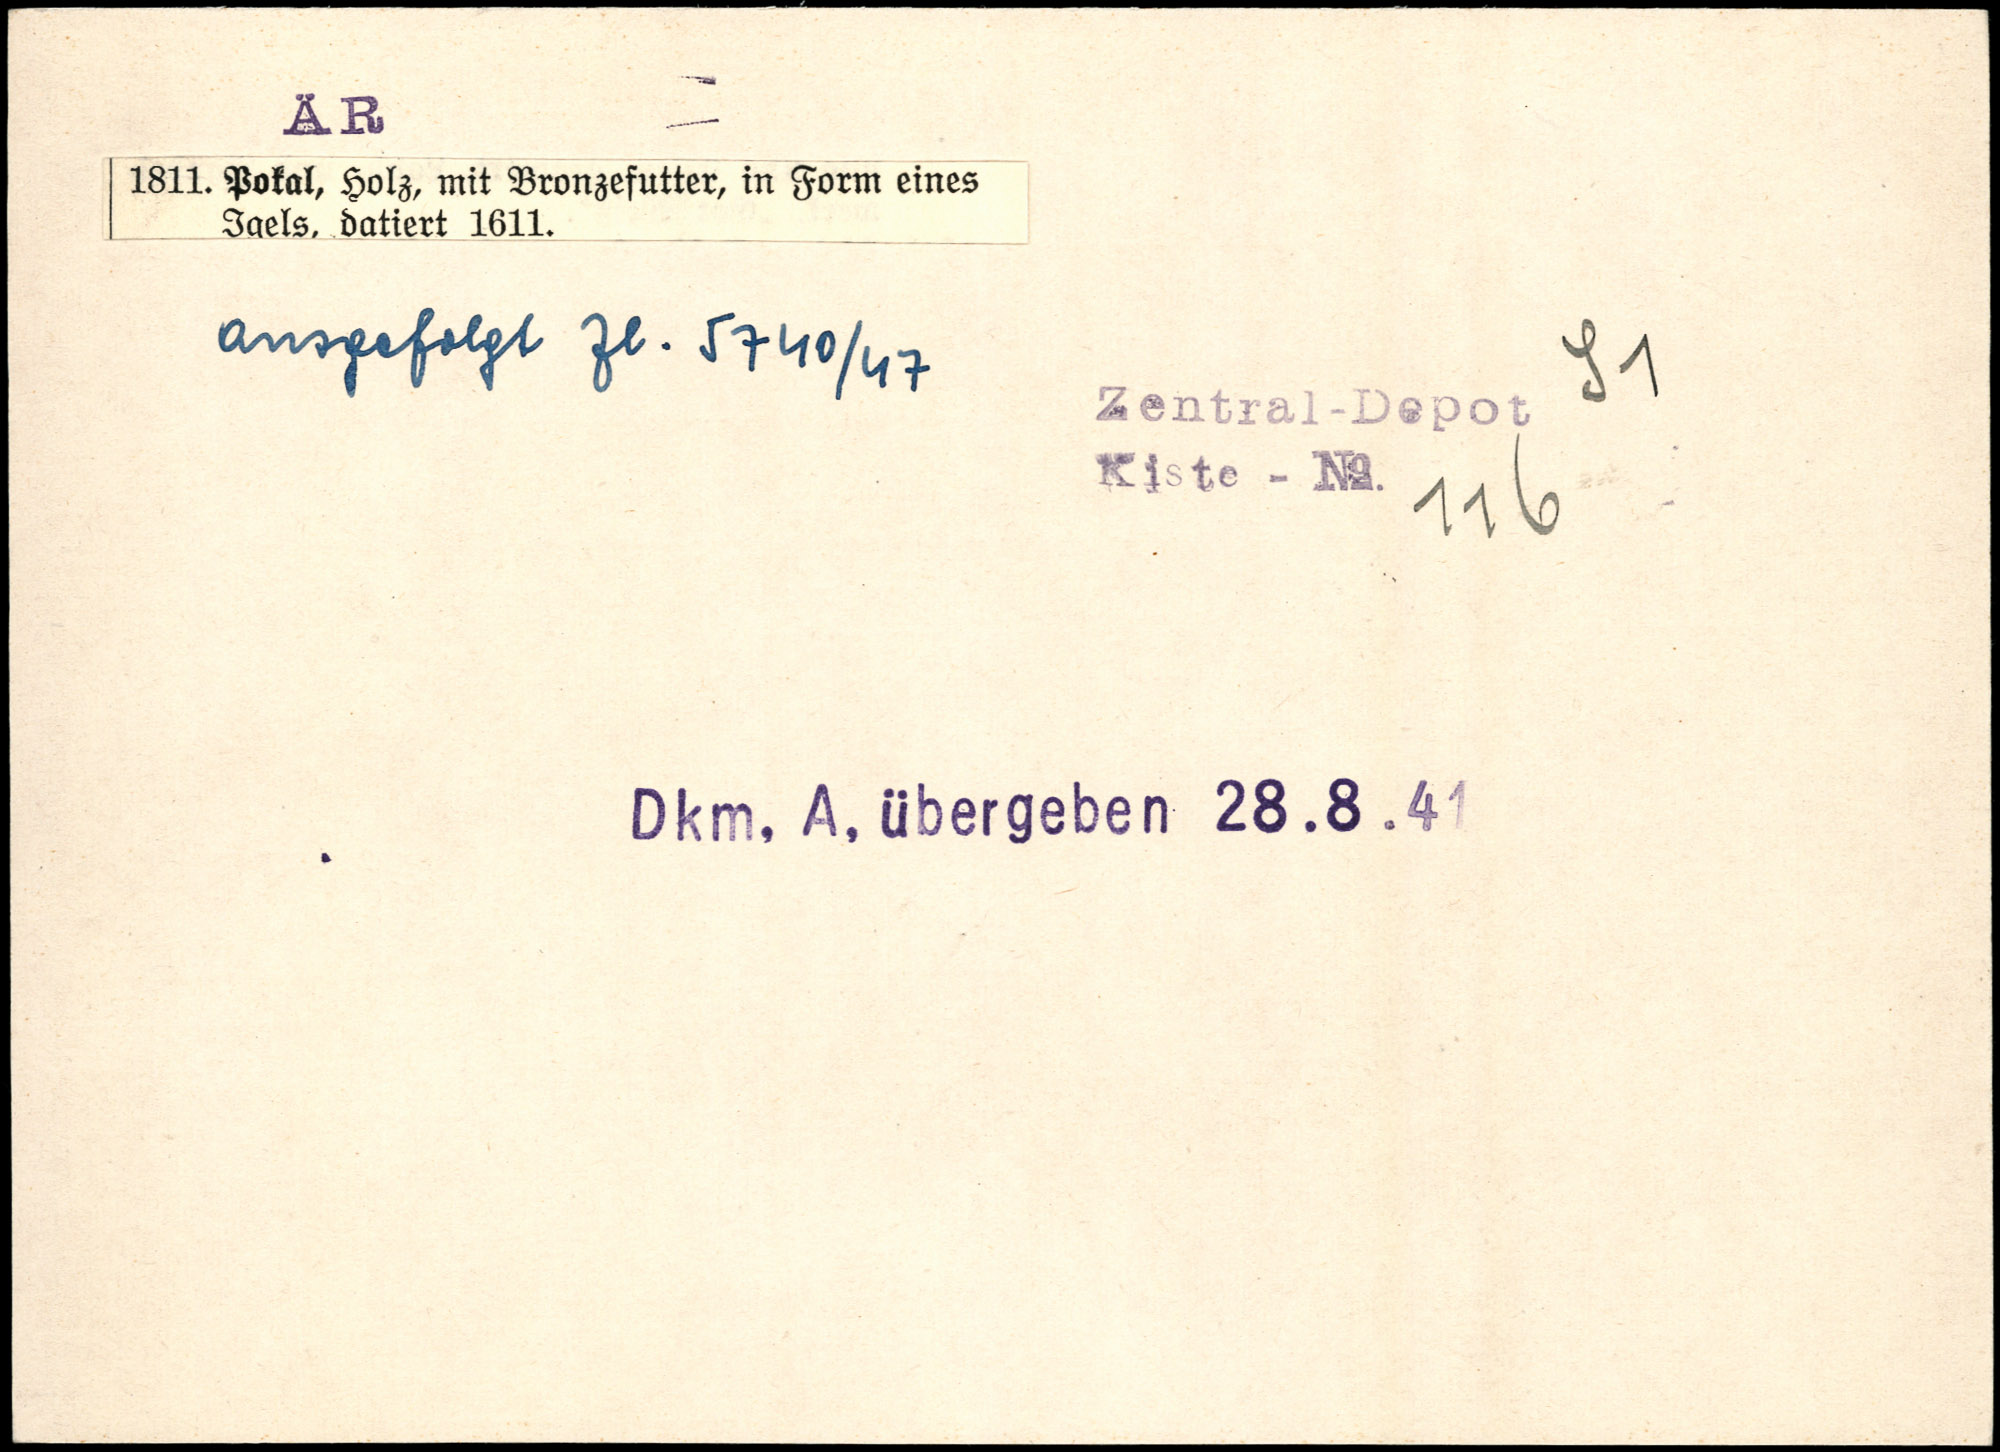 ÄR
1811. Pokal, Holz, mit Bronzefutter, in Form eines
Igels, datiert 1611.
ausgefolgt Zl. 5740/47
S1
Zentral-Depot
Kiste - No. 116
Dkm. A. übergeben 28.8.41